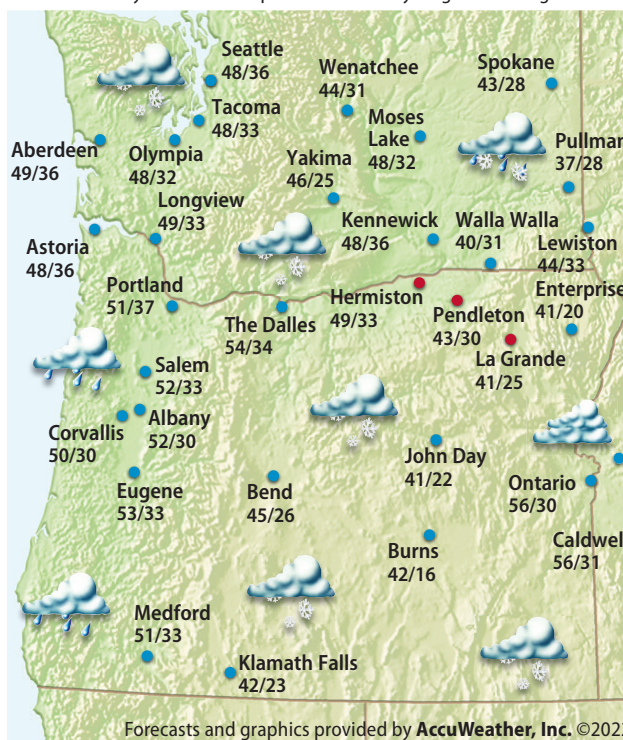 Seattle
48/36
Tacoma
48/33
Wenatchee
44/31
Spokane
43/28
Moses
Lake
48/32
Pullman
37/28
Aberdeen
49/36
Olympia
48/32
Yakima
46/25
Longview
49/33
Kennewick
48/36
Walla Walla
40/31
Lewiston
44/33
Astoria
48/36
Portland
51/37
The Dalles
54/34
Hermiston
49/33
Pendleton
43/30
Enterprise
41/20
La Grande
41/25
Salem
52/33
Albany
52/30
Corvallis
50/30
Eugene
53/33
Bend
45/26
John Day
41/22
Ontario
56/30
Burns
42/16
Caldwell
56/31
Medford
51/33
Klamath Falls
42/23
Forecasts and graphics provided by AccuWeather, Inc.